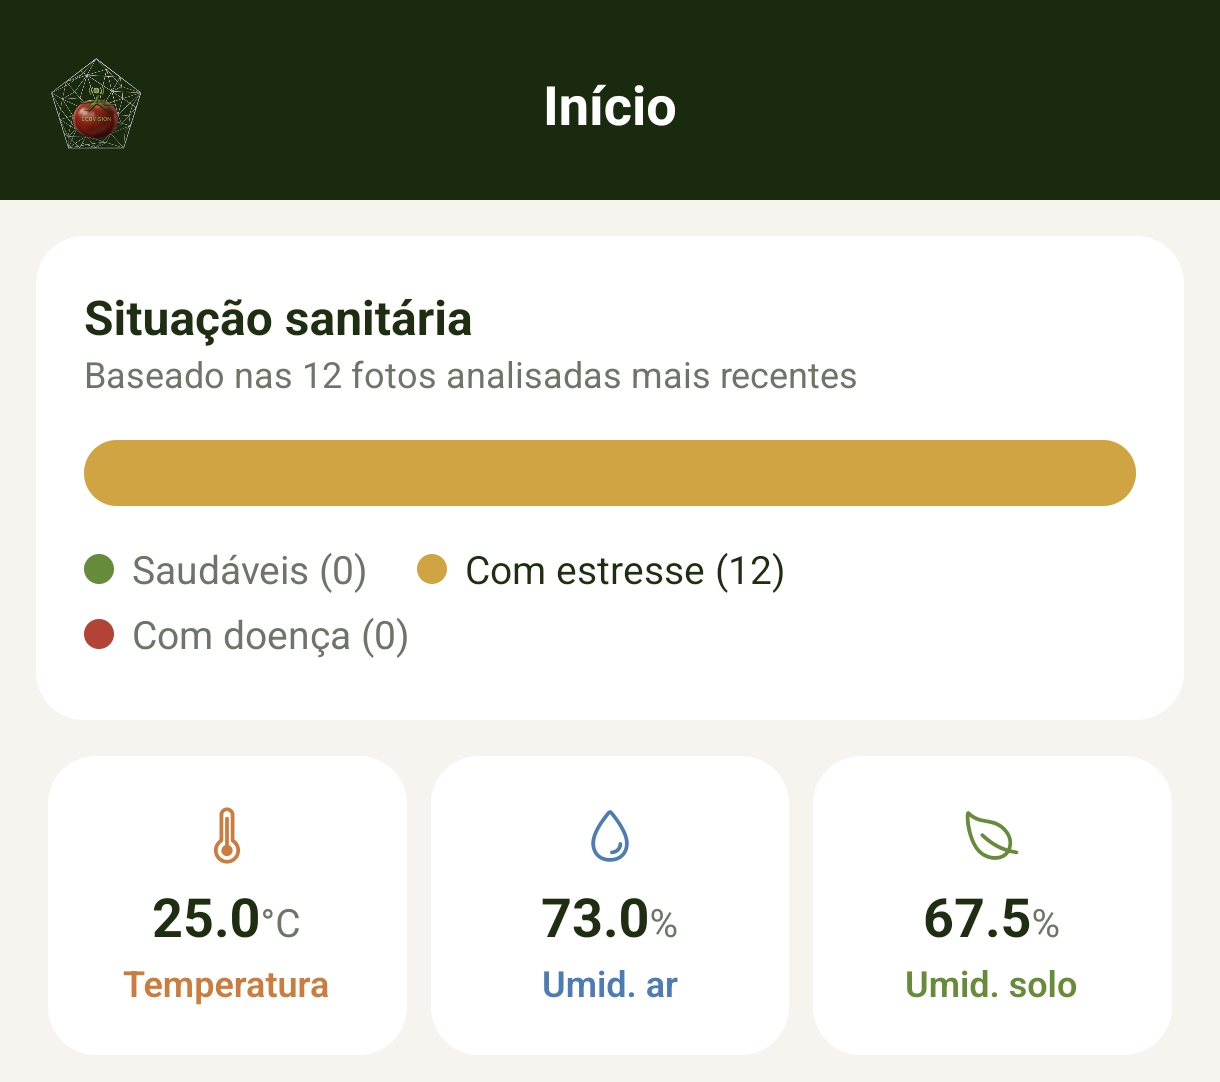 Início
Situação sanitária
Baseado nas 12 fotos analisadas mais recentes
Saudáveis (0) Com estresse (12)
Com doença (0)
25.0°C 73.0% 67.5%
Temperatura Umid. ar Umid. solo